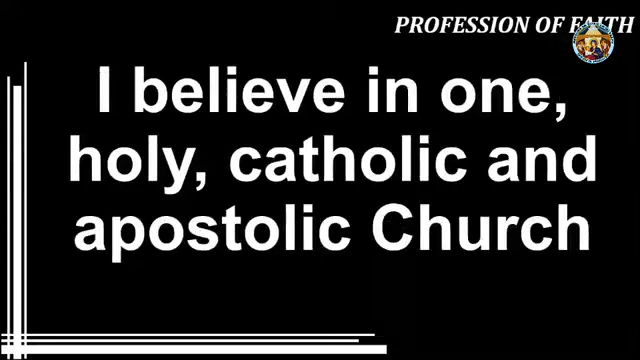 PROFESSION OF FAITH
I believe in one,
holy, catholic and
apostolic Church